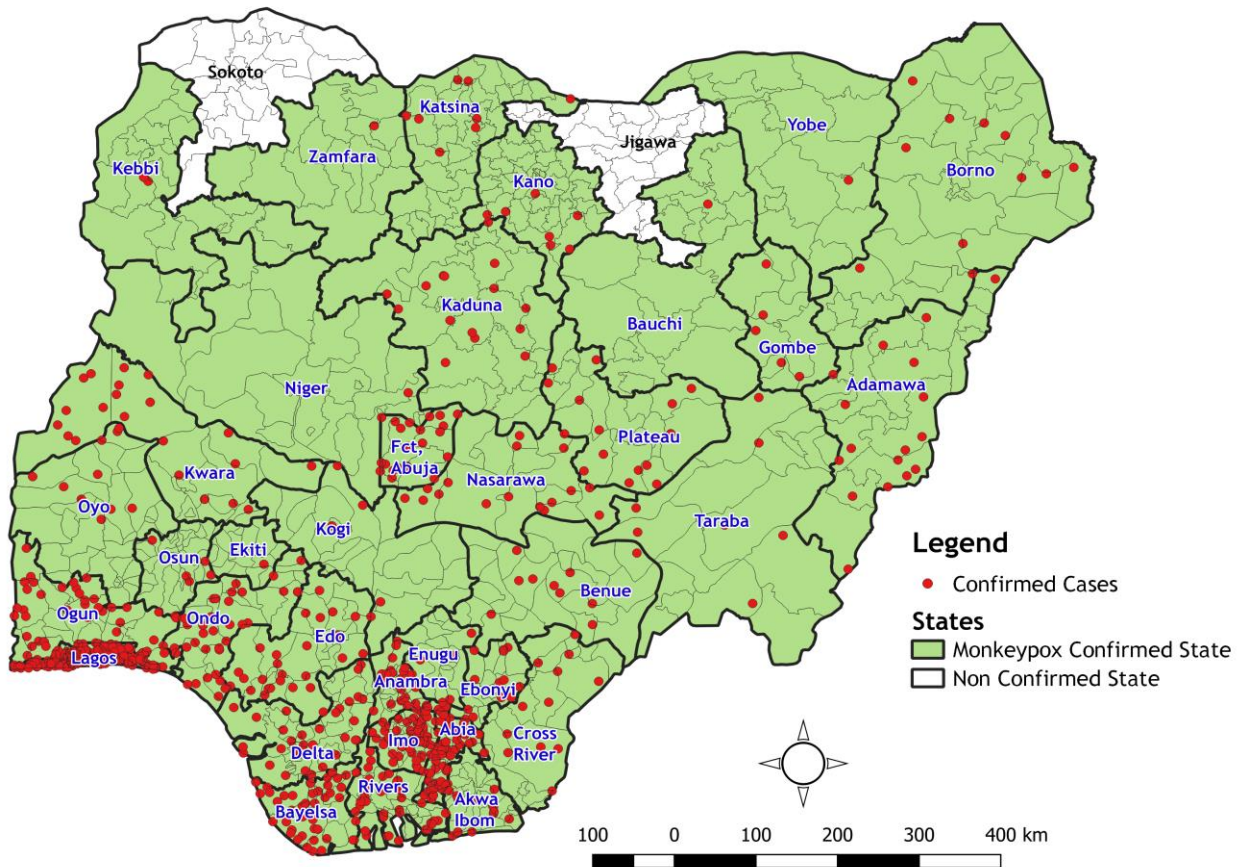 Sokoto
Katsina
Yobe
Jigawa
Zamfara
Kebbi
Borno
Kano
Kaduna
Bauchi
Gombe
Adamawa
Niger
Plateau
Fct,
Abuja
Kwara
Nasarawa
Oyo
Taraba
Kogi
Osun
Ekiti
Benue
Ogun
Ondo
Edo
Lagos
Enugu
Anambra
Ebonyi
Imo
Abia
Cross
River
Delta
Rivers
Bayelsa
Akwa
Ibom
Legend
Confirmed Cases
States
Monkeypox Confirmed State
Non Confirmed State
100 0 100 200 300 400 km